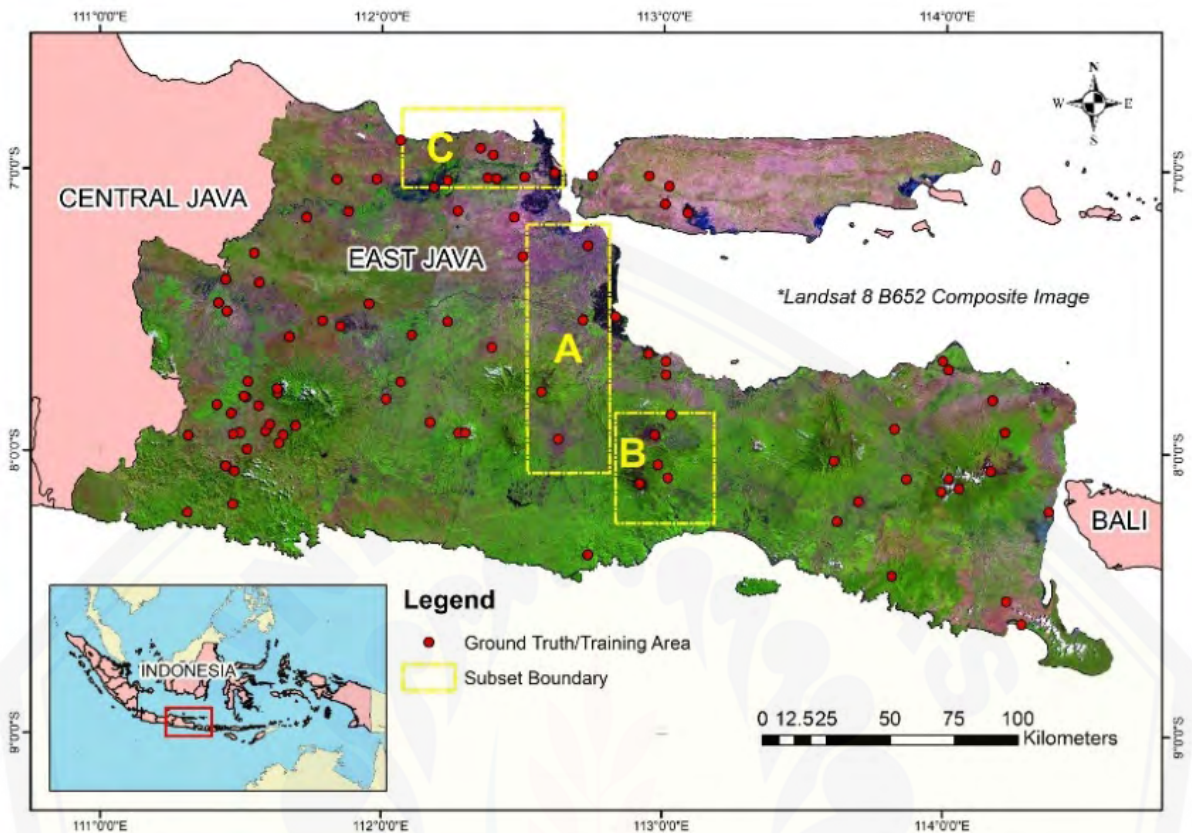 111°0'0"E
112°0'0"E
113°0'0"E
114°0'0"E
N
W
E
S
7°0'0"S
7°0'0"S
C
CENTRAL JAVA
EAST JAVA
*Landsat 8 B652 Composite Image
A
B
8°0'0"S
8°0'0"S
BALI
Legend
Ground Truth/Training Area
Subset Boundary
INDONESIA
0 12.525 50 75 100
Kilometers
9°0'0"S
9°0'0"S
111°0'0"E
112°0'0"E
113°0'0"E
114°0'0"E